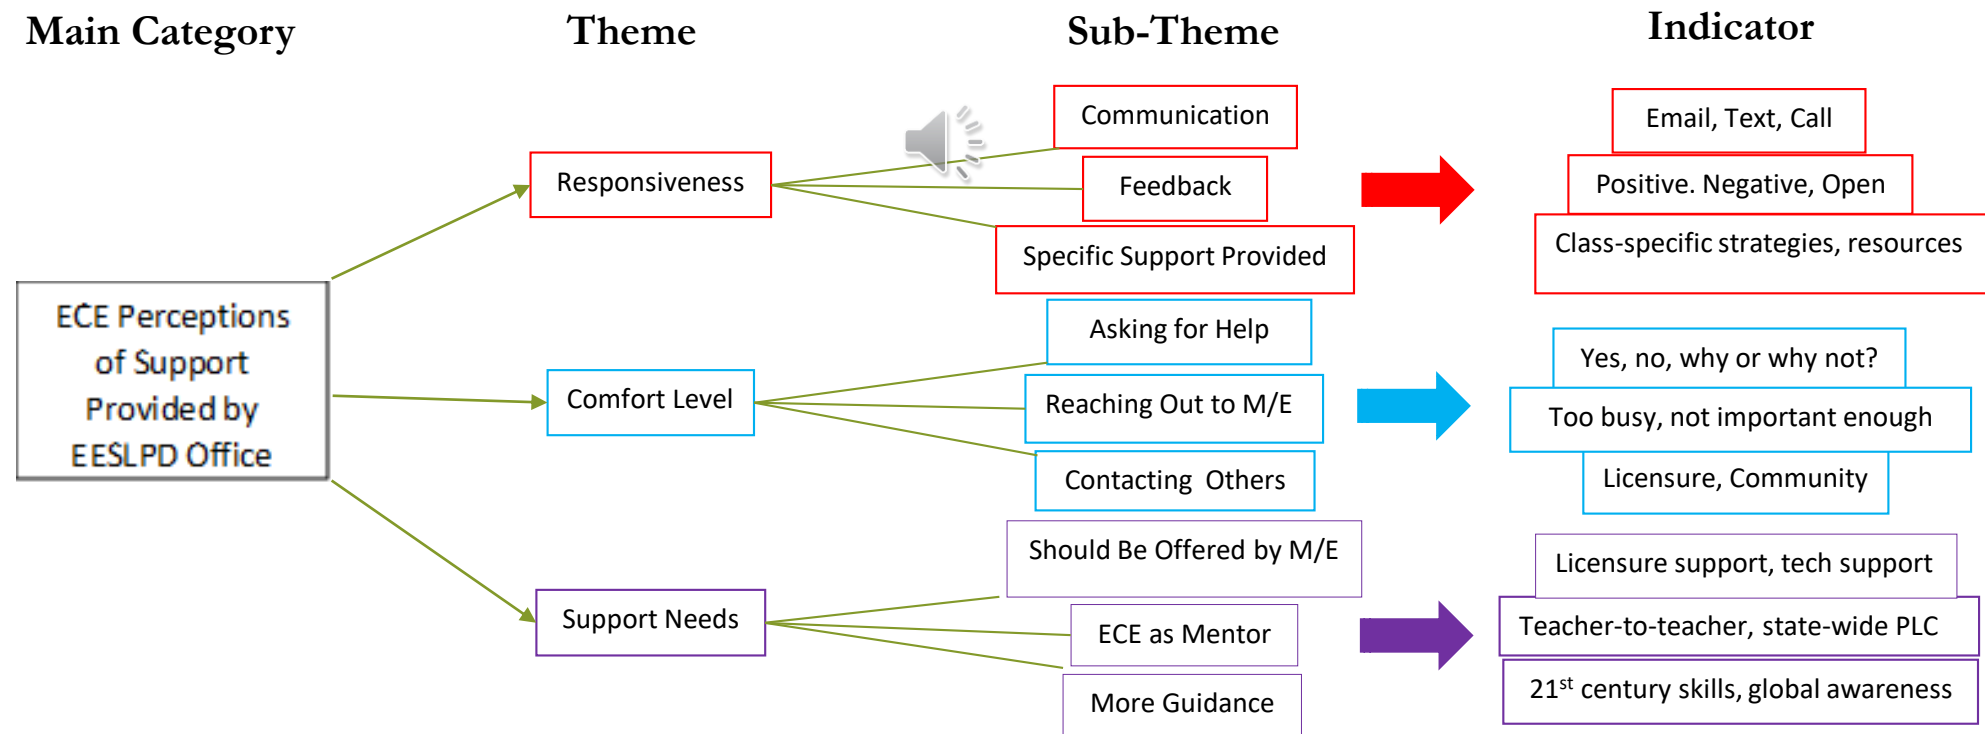 Main Category
Theme
Sub-Theme
Indicator
ECE Perceptions
of Support
Provided by
EESLPD Office
Responsiveness
Communication
Feedback
Specific Support Provided
Email, Text, Call
Positive. Negative, Open
Class-specific strategies, resources
Comfort Level
Asking for Help
Reaching Out to M/E
Contacting Others
Yes, no, why or why not?
Too busy, not important enough
Licensure, Community
Support Needs
Should Be Offered by M/E
ECE as Mentor
More Guidance
Licensure support, tech support
Teacher-to-teacher, state-wide PLC
21st century skills, global awareness